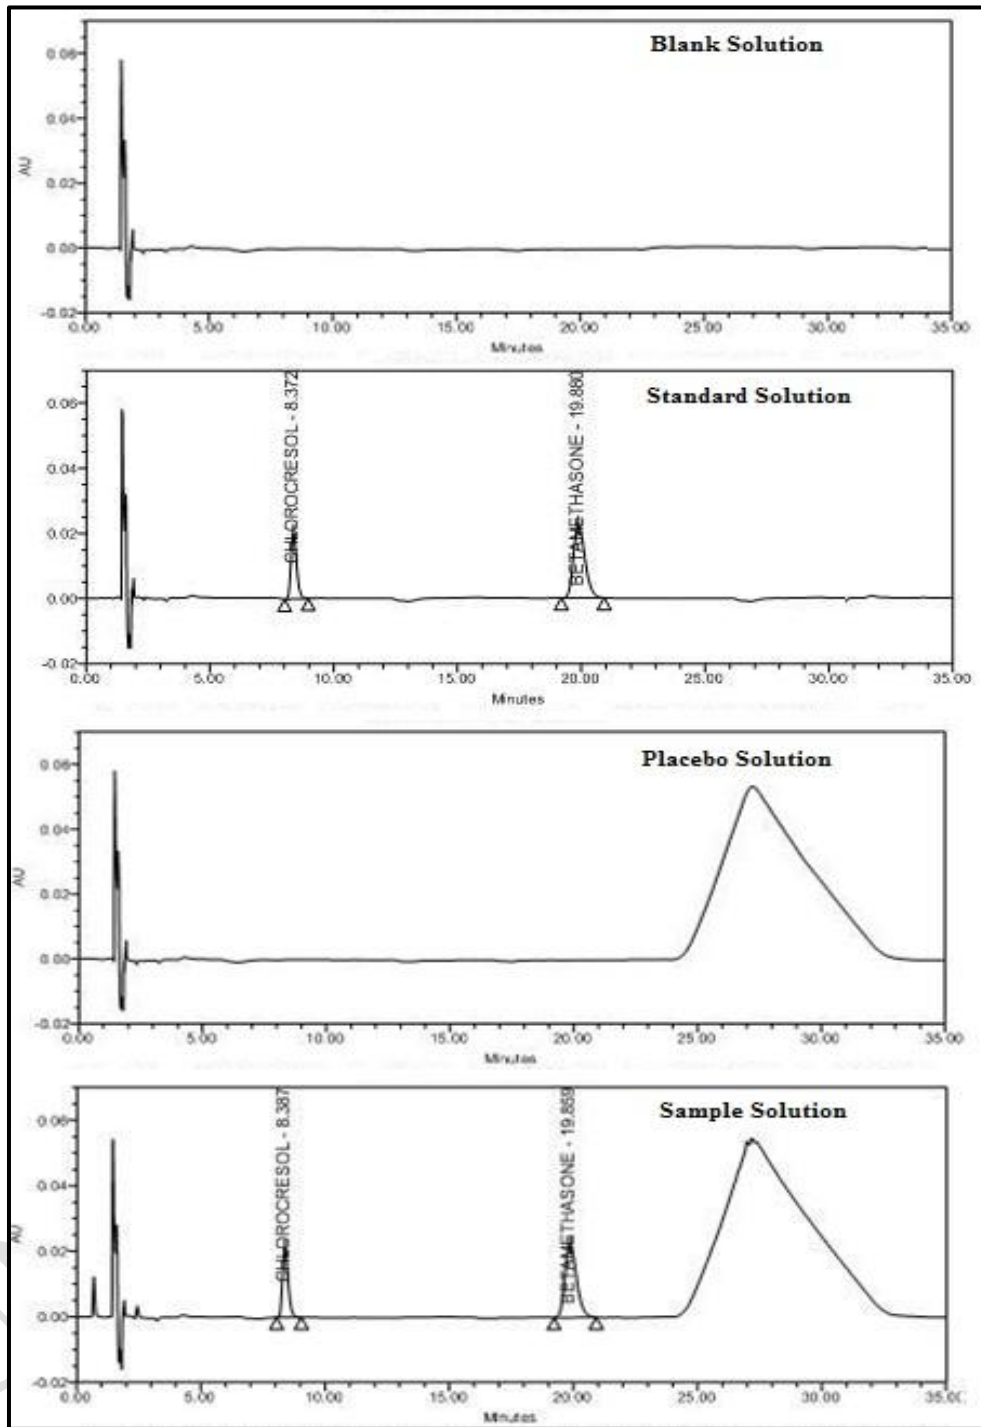 Blank Solution
0.06
0.04
AU
0.02
0.00
-0.02
0.00 5.00 10.00 15.00 20.00 25.00 30.00 35.00
Minutes
CHLOROCRESOL - 8.372
BETAMETHASONE - 19.880
Standard Solution
0.06
0.04
0.02
0.00
-0.02
0.00 5.00 10.00 15.00 20.00 25.00 30.00 35.00
Minutes
Placebo Solution
0.06
0.04
AU
0.02
0.00
-0.02
0.00 5.00 10.00 15.00 20.00 25.00 30.00 35.00
Minutes
CHLOROCRESOL - 8.387
BETAMETHASONE - 19.859
Sample Solution
0.06
0.04
AU
0.02
0.00
-0.02
0.00 5.00 10.00 15.00 20.00 25.00 30.00 35.00
Minutes